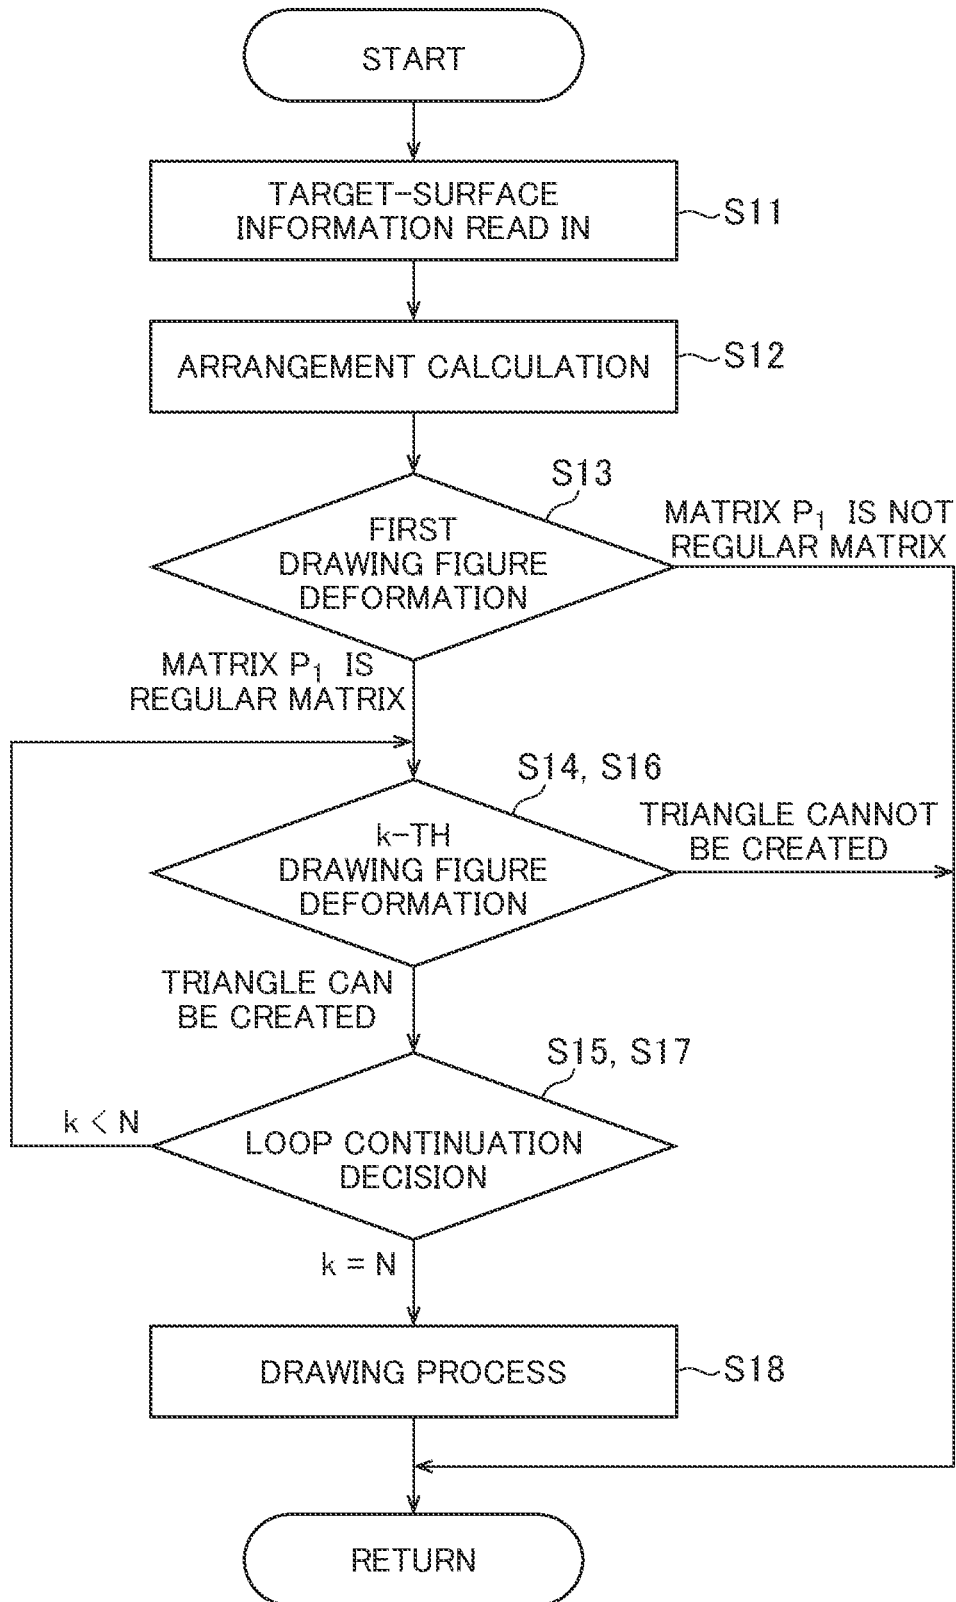 START
TARGET-SURFACE
INFORMATION READ IN
S11
ARRANGEMENT CALCULATION
S12
S13
FIRST
DRAWING FIGURE
DEFORMATION
MATRIX P₁ IS NOT
REGULAR MATRIX
MATRIX P₁ IS
REGULAR MATRIX
S14, S16
k-TH
DRAWING FIGURE
DEFORMATION
TRIANGLE CANNOT
BE CREATED
TRIANGLE CAN
BE CREATED
S15, S17
k < N
LOOP CONTINUATION
DECISION
k = N
DRAWING PROCESS
S18
RETURN